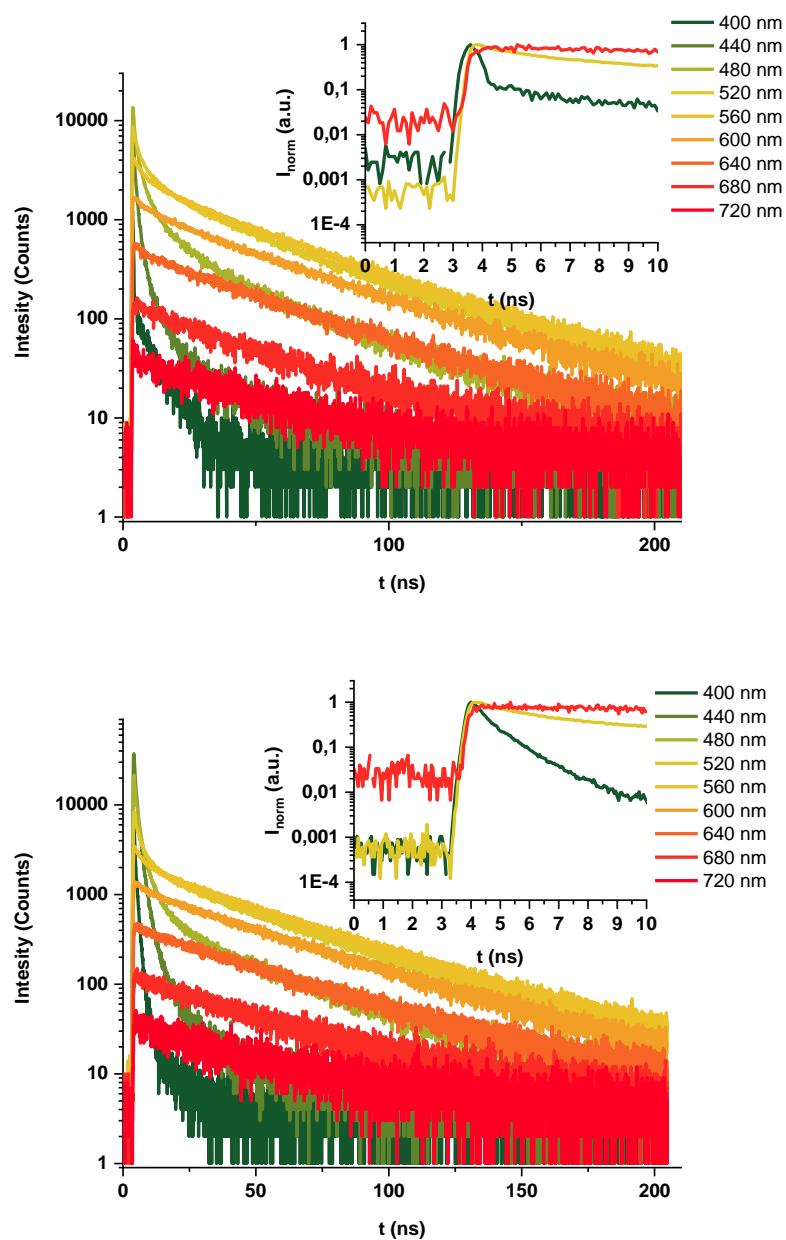 400 nm
440 nm
480 nm
520 nm
560 nm
600 nm
640 nm
680 nm
720 nm
1
0,1
0,01
0,001
1E-4
I_norm (a.u.)
0 1 2 3 4 5 6 7 8 9 10
t (ns)
10000
1000
100
10
1
Intesity (Counts)
0 100 200
t (ns)
400 nm
440 nm
480 nm
520 nm
560 nm
600 nm
640 nm
680 nm
720 nm
1
0,1
0,01
0,001
1E-4
I_norm (a.u.)
0 1 2 3 4 5 6 7 8 9 10
t (ns)
10000
1000
100
10
1
Intesity (Counts)
0 50 100 150 200
t (ns)